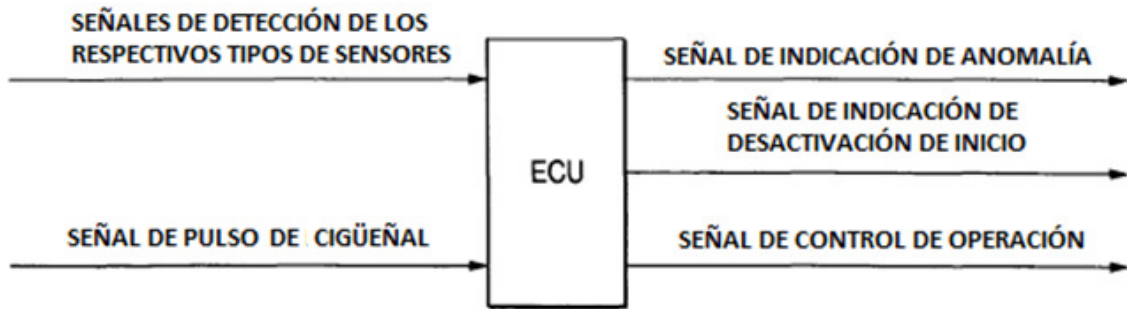 SEÑALES DE DETECCIÓN DE LOS
RESPECTIVOS TIPOS DE SENSORES
SEÑAL DE PULSO DE CIGÜEÑAL
ECU
SEÑAL DE INDICACIÓN DE ANOMALÍA
SEÑAL DE INDICACIÓN DE
DESACTIVACIÓN DE INICIO
SEÑAL DE CONTROL DE OPERACIÓN